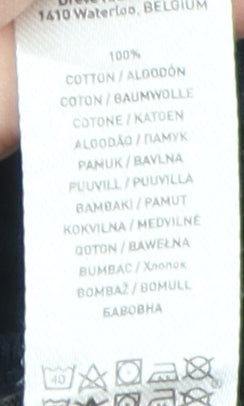 1410 Waterloo, BELGIUM
100%
COTTON / ALGODÓN
COTON / BAUMWOLLE
COTONE / KATOEN
ALGODÃO / ПАМУК
PAMUK / BAVLNA
PUUVILL / PUUVILLA
BAMBAKI / PAMUT
KOKVILNA / MEDVILNĖ
QOTON / BAWEŁNA
BUMBAC / Хлопок
BOMBAŽ / BOMULL
БАВОВНА
40